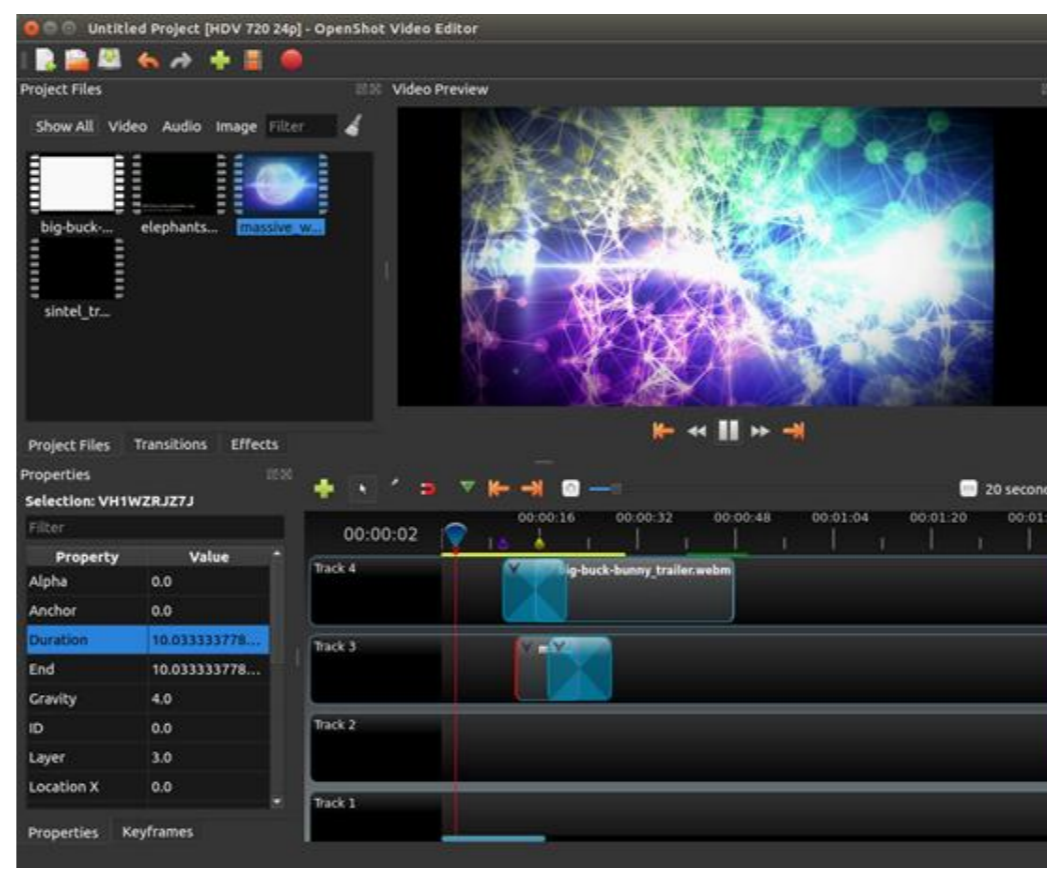 Untitled Project [HDV 720 24p] - OpenShot Video Editor
Project Files
Video Preview
Show All Video Audio Image Filter
big-buck-... elephants... massive_w...
sintel_tr...
Project Files Transitions Effects
Properties
Selection: VH1WZRJZ7J
Filter
Property Value
Alpha 0.0
Anchor 0.0
Duration 10.033333778...
End 10.033333778...
Gravity 4.0
ID 0.0
Layer 3.0
Location X 0.0
Properties Keyframes
20 second
00:00:02
00:00:16 00:00:32 00:00:48 00:01:04 00:01:20 00:01:
Track 4
big-buck-bunny_trailer.webm
Track 3
Track 2
Track 1